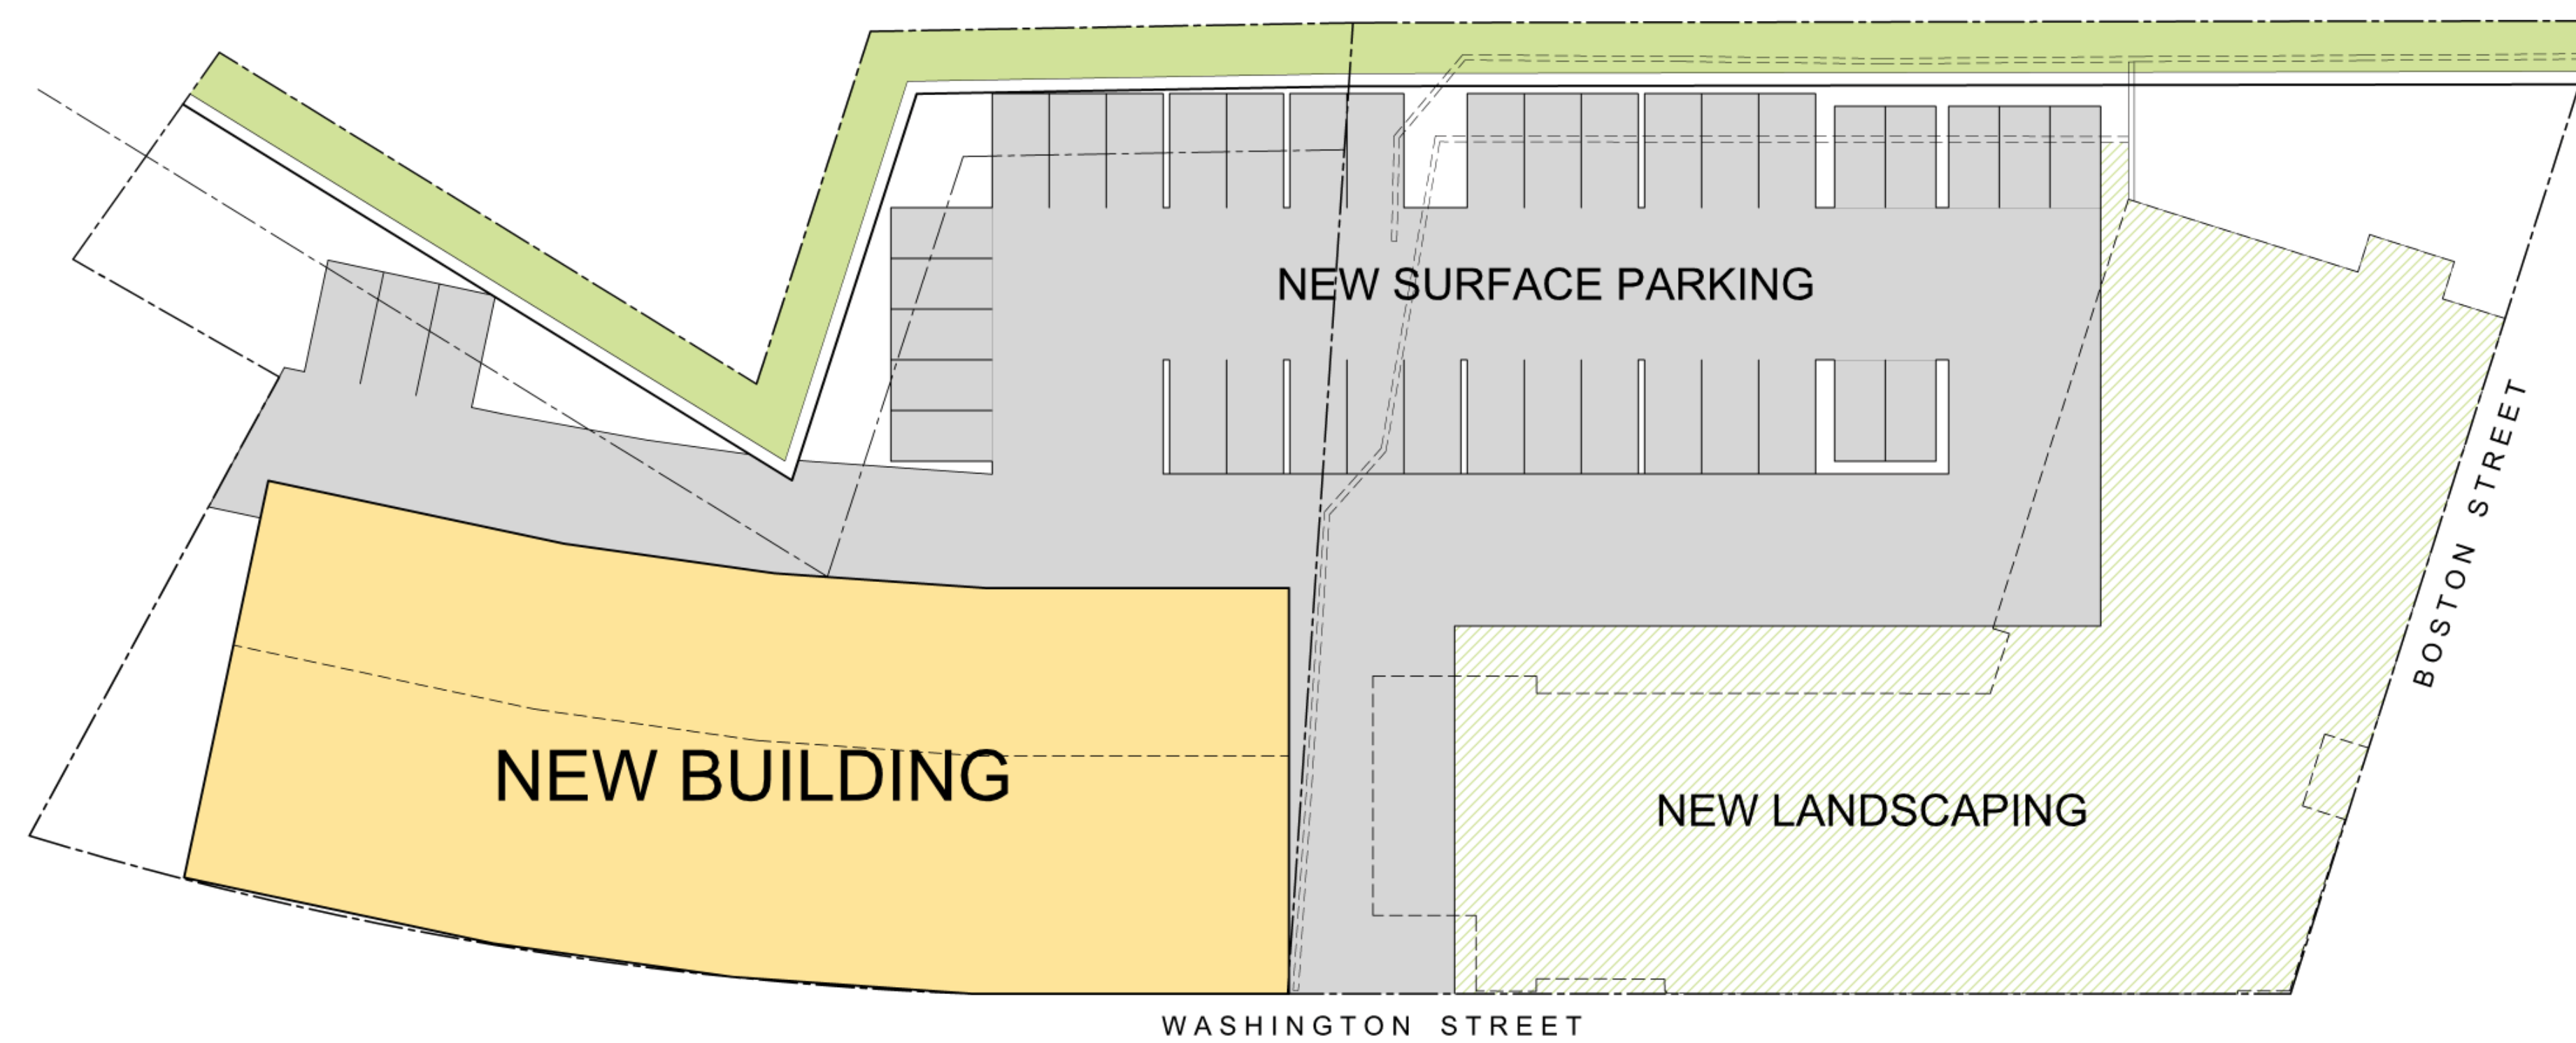 NEW SURFACE PARKING
BOSTON STREET
NEW BUILDING
NEW LANDSCAPING
WASHINGTON STREET